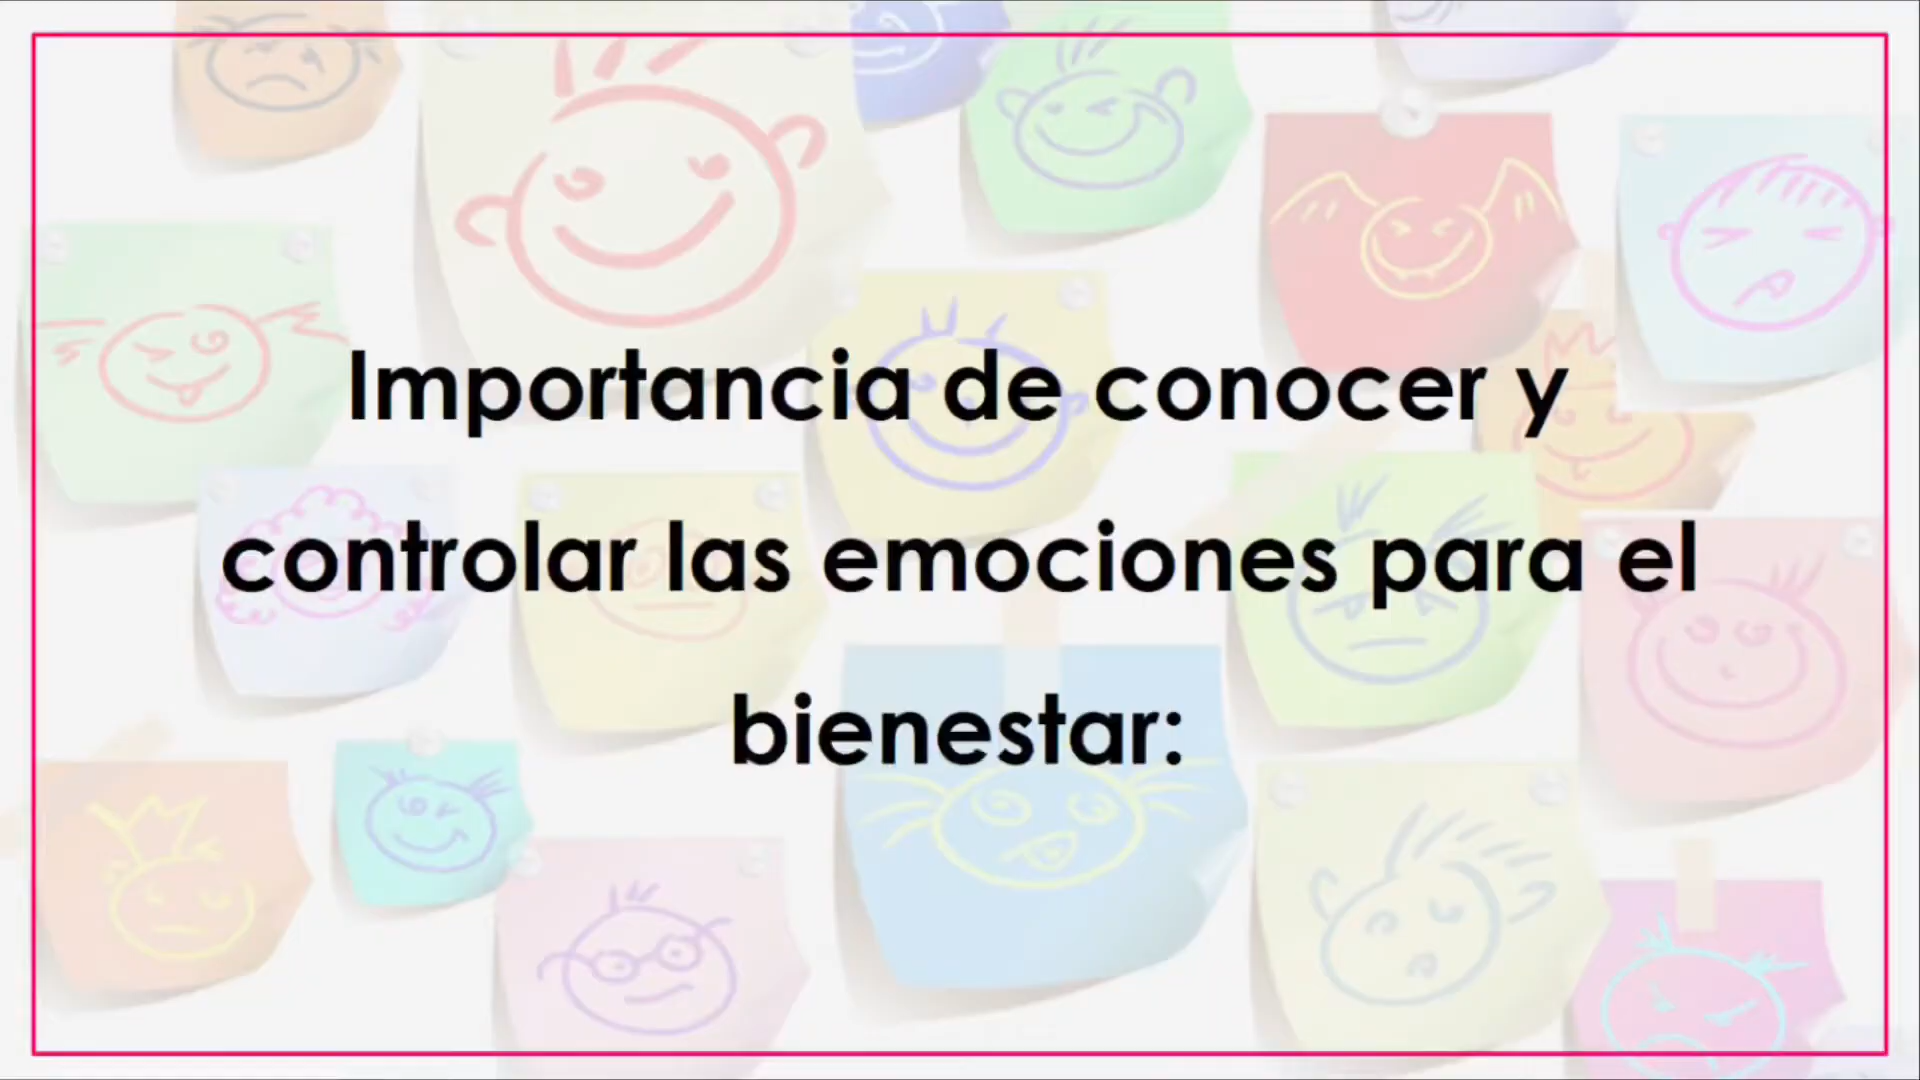 Importancia de conocer y
controlar las emociones para el
bienestar: